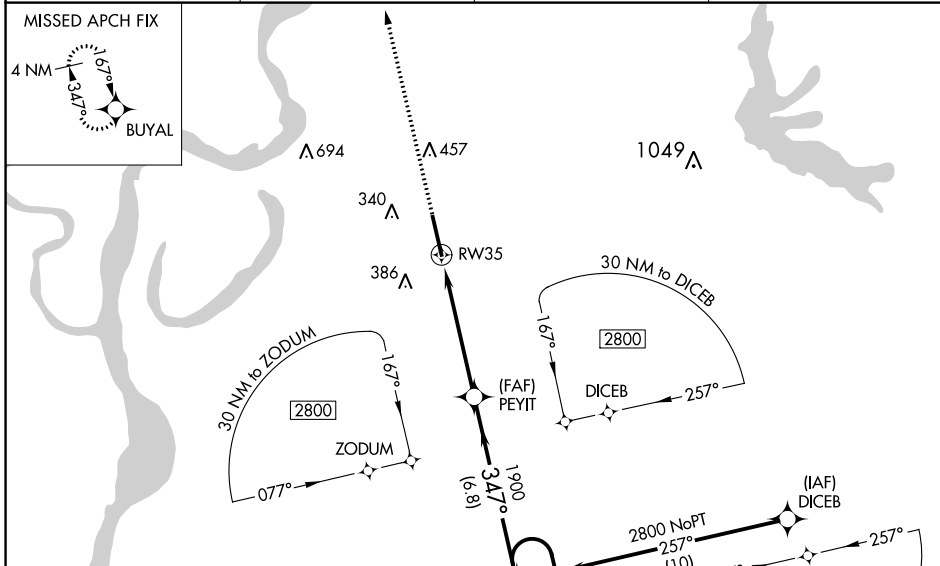 MISSED APCH FIX
4 NM
167°
347°
BUYAL
694
457
1049
340
RW35
386
30 NM to DICEB
167°
2800
DICEB
257°
30 NM to ZODUM
167°
2800
ZODUM
077°
(FAF)
PEYIT
1900
347°
(6.8)
(IAF)
DICEB
2800 NoPT
257°
(10)
257°